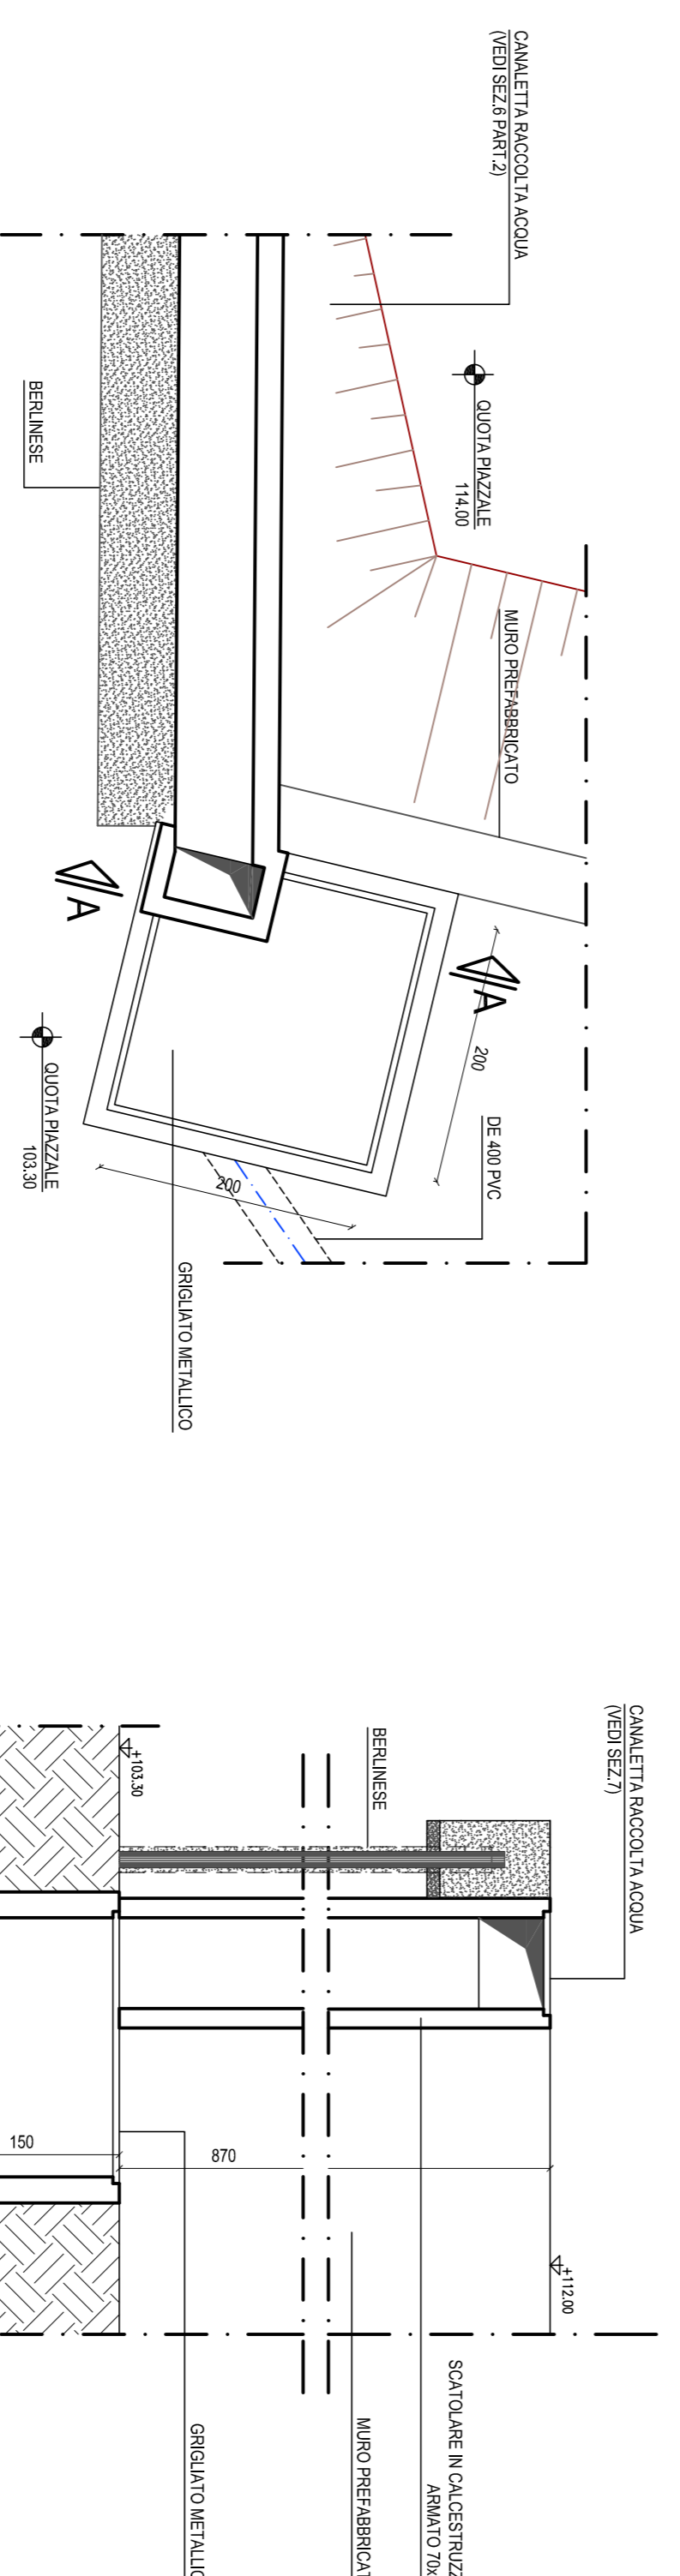 CANALETTA RACCOLTA ACQUA
(VEDI SEZ.6 PART.2)
QUOTA PIAZZALE
114.00
BERLINESE
MURO PREFABBRICATO
A
A
200
DE 400 PVC
200
QUOTA PIAZZALE
103.30
GRIGLIATO METALLICO
CANALETTA RACCOLTA ACQUA
(VEDI SEZ.7)
BERLINESE
+103.30
150
870
+112.00
SCATOLARE IN CALCESTRUZZ
ARMATO 70x
MURO PREFABBRICAT
GRIGLIATO METALLIC